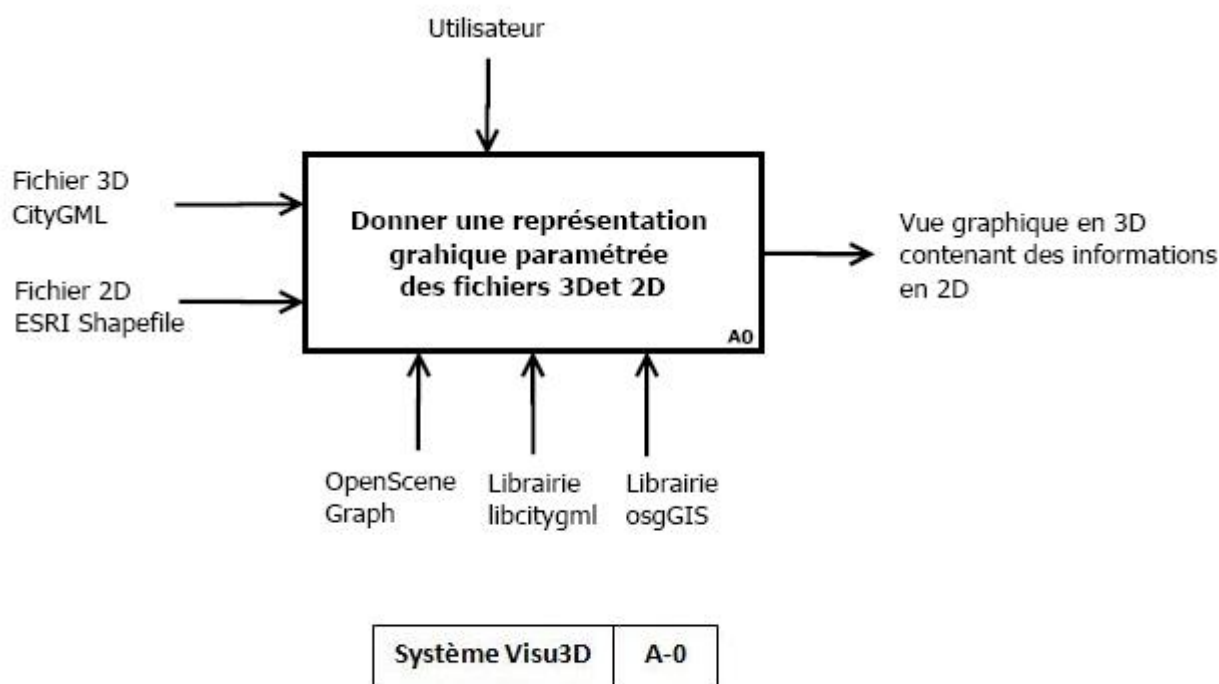 Utilisateur
Fichier 3D
CityGML
Fichier 2D
ESRI Shapefile
Donner une représentation
grahique paramétrée
des fichiers 3Det 2D
A0
Vue graphique en 3D
contenant des informations
en 2D
OpenScene
Graph
Librairie
libcitygml
Librairie
osgGIS
Système Visu3D
A-0